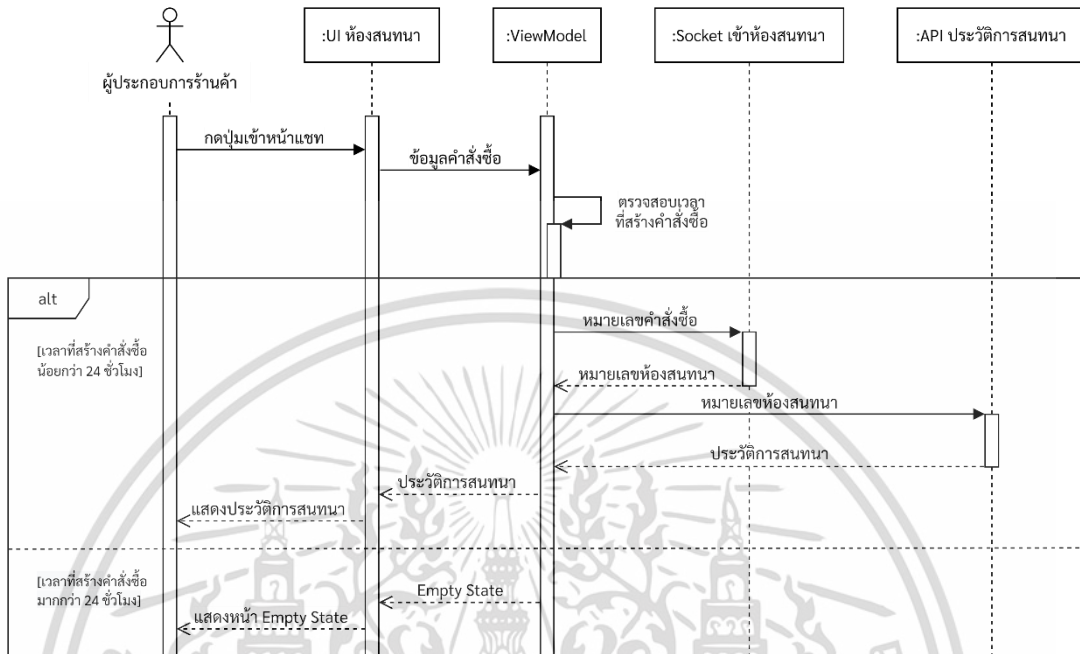 :UI ห้องสนทนา
:ViewModel
:Socket เข้าห้องสนทนา
:API ประวัติการสนทนา
ผู้ประกอบการร้านค้า
กดปุ่มเข้าหน้าแชท
ข้อมูลคำสั่งซื้อ
ตรวจสอบเวลา
ที่สร้างคำสั่งซื้อ
alt
หมายเลขคำสั่งซื้อ
[เวลาที่สร้างคำสั่งซื้อ
น้อยกว่า 24 ชั่วโมง]
หมายเลขห้องสนทนา
หมายเลขห้องสนทนา
ประวัติการสนทนา
ประวัติการสนทนา
แสดงประวัติการสนทนา
[เวลาที่สร้างคำสั่งซื้อ
มากกว่า 24 ชั่วโมง]
Empty State
แสดงหน้า Empty State